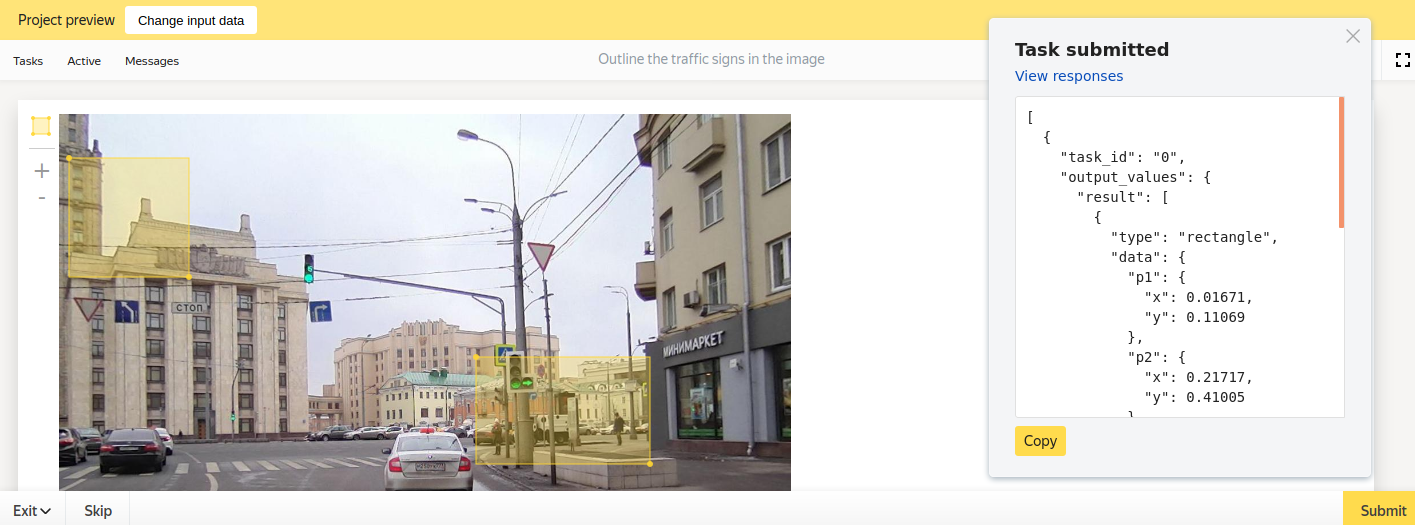 Project preview
Change input data
Tasks
Active
Messages
Outline the traffic signs in the image
Task submitted
View responses
[
{
"task_id": "0",
"output_values": {
"result": [
{
"type": "rectangle",
"data": {
"p1": {
"x": 0.01671,
"y": 0.11069
},
"p2": {
"x": 0.21717,
"y": 0.41005
}
Copy
СТОП
МИНИМАРКЕТ
Exit
Skip
Submit